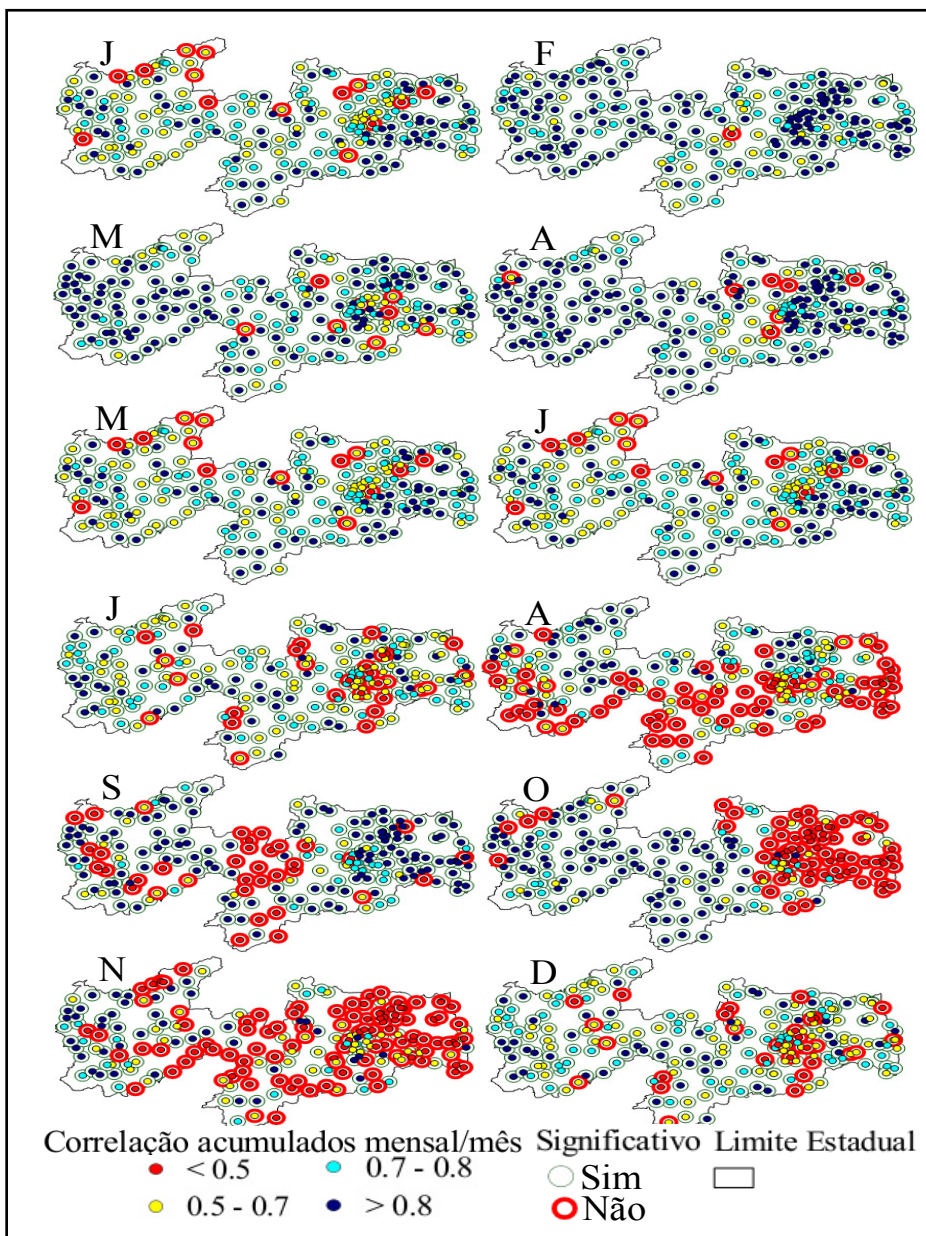 J F
M A
M J
J A
S O
N D
Correlação acumulados mensal/mês Significativo Limite Estadual
< 0.5 0.7 - 0.8 Sim
0.5 - 0.7 > 0.8 Não